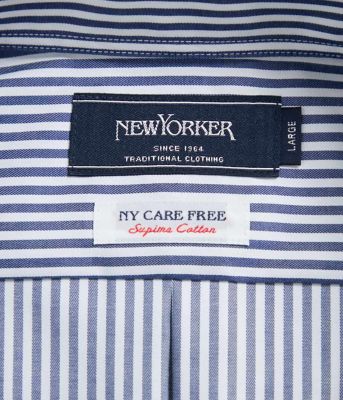 NEWYORKER
SINCE 1964
TRADITIONAL CLOTHING
LARGE
NY CARE FREE
Supima Cotton